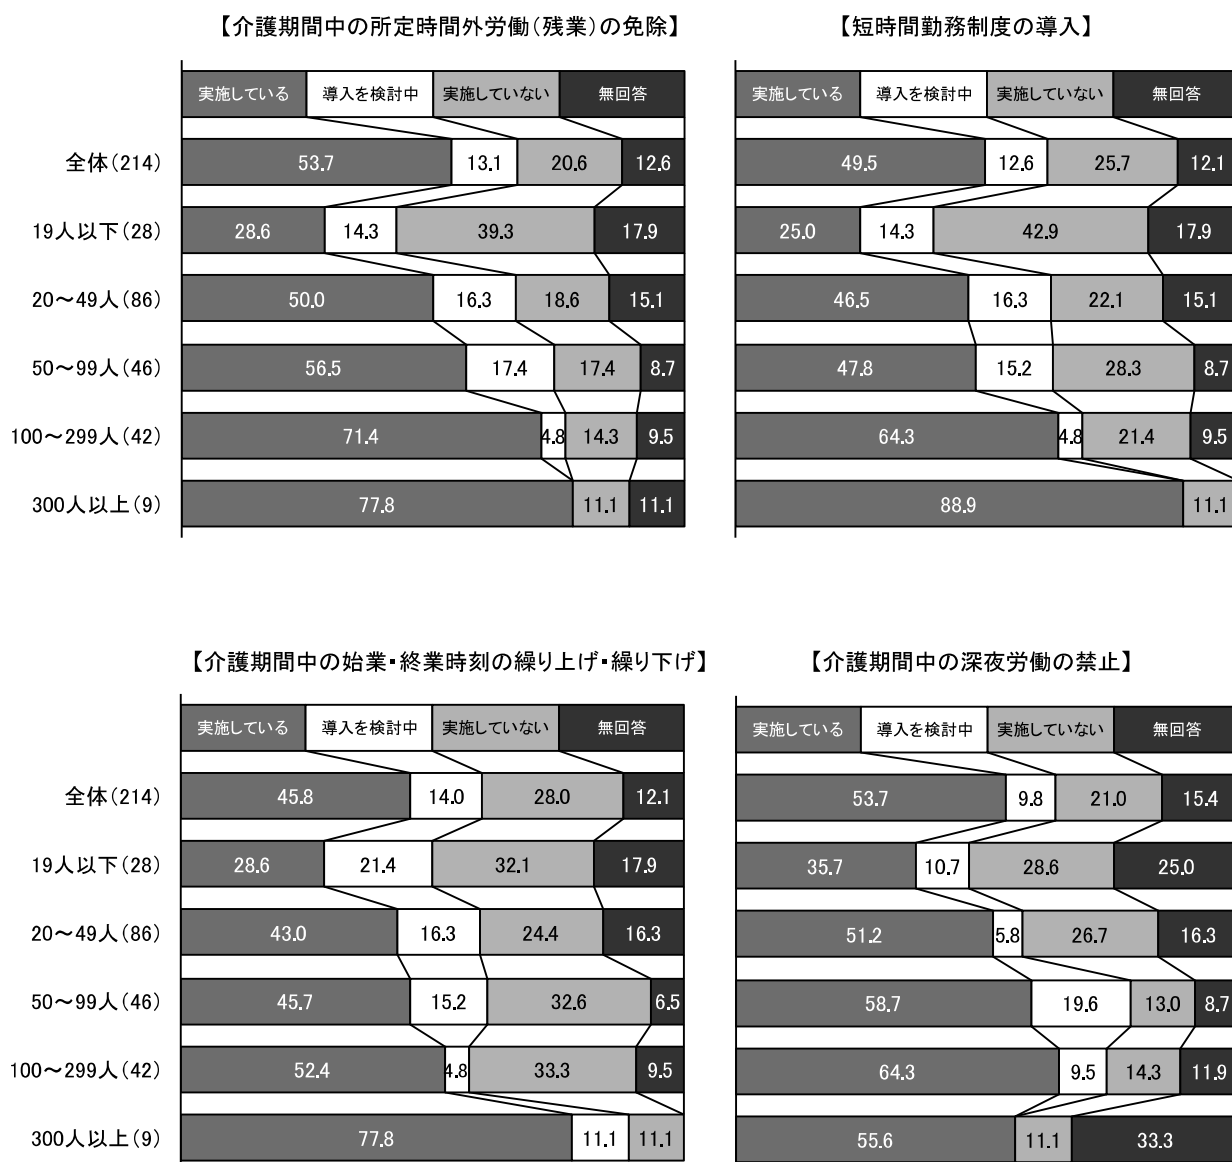 【介護期間中の所定時間外労働(残業)の免除】
実施している 導入を検討中 実施していない 無回答
全体(214) 53.7 13.1 20.6 12.6
19人以下(28) 28.6 14.3 39.3 17.9
20～49人(86) 50.0 16.3 18.6 15.1
50～99人(46) 56.5 17.4 17.4 8.7
100～299人(42) 71.4 4.8 14.3 9.5
300人以上(9) 77.8 11.1 11.1
【短時間勤務制度の導入】
実施している 導入を検討中 実施していない 無回答
49.5 12.6 25.7 12.1
25.0 14.3 42.9 17.9
46.5 16.3 22.1 15.1
47.8 15.2 28.3 8.7
64.3 4.8 21.4 9.5
88.9 11.1
【介護期間中の始業・終業時刻の繰り上げ・繰り下げ】
実施している 導入を検討中 実施していない 無回答
全体(214) 45.8 14.0 28.0 12.1
19人以下(28) 28.6 21.4 32.1 17.9
20～49人(86) 43.0 16.3 24.4 16.3
50～99人(46) 45.7 15.2 32.6 6.5
100～299人(42) 52.4 4.8 33.3 9.5
300人以上(9) 77.8 11.1 11.1
【介護期間中の深夜労働の禁止】
実施している 導入を検討中 実施していない 無回答
53.7 9.8 21.0 15.4
35.7 10.7 28.6 25.0
51.2 5.8 26.7 16.3
58.7 19.6 13.0 8.7
64.3 9.5 14.3 11.9
55.6 11.1 33.3